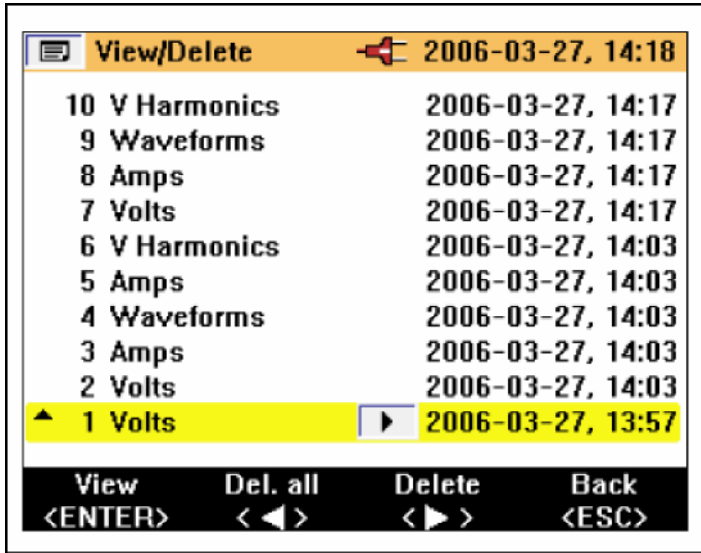 View/Delete 2006-03-27, 14:18
10 V Harmonics 2006-03-27, 14:17
9 Waveforms 2006-03-27, 14:17
8 Amps 2006-03-27, 14:17
7 Volts 2006-03-27, 14:17
6 V Harmonics 2006-03-27, 14:03
5 Amps 2006-03-27, 14:03
4 Waveforms 2006-03-27, 14:03
3 Amps 2006-03-27, 14:03
2 Volts 2006-03-27, 14:03
1 Volts 2006-03-27, 13:57
View Del. all Delete Back
<ENTER> <◀> <▶> <ESC>